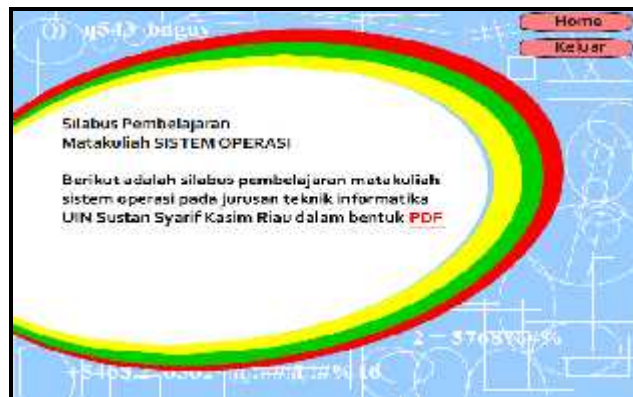 Home
Keluar
Silabus Pembelajaran
Matakuliah SISTEM OPERASI
Berikut adalah silabus pembelajaran matakuliah
sistem operasi pada jurusan teknik informatika
UIN Sustan Syarif Kasim Riau dalam bentuk PDF